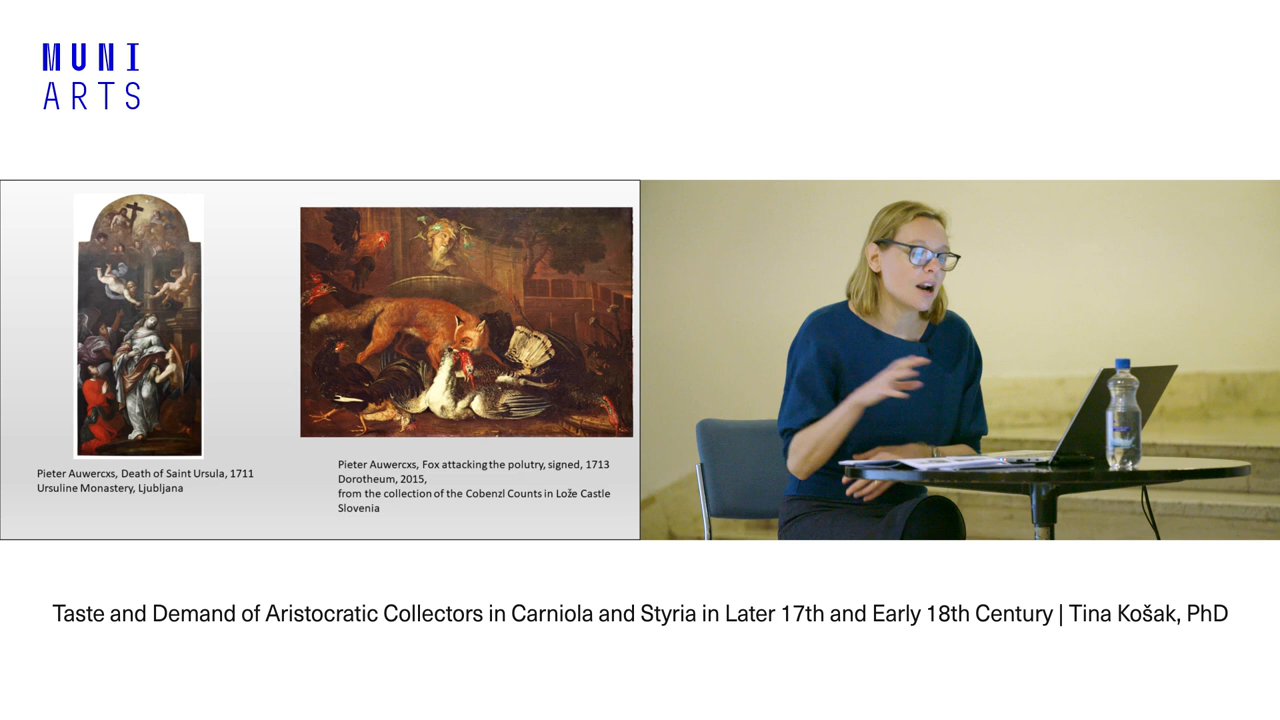 MUNI
ARTS
Pieter Auwercxs, Death of Saint Ursula, 1711
Ursuline Monastery, Ljubljana
Pieter Auwercxs, Fox attacking the polutry, signed, 1713
Dorotheum, 2015,
from the collection of the Cobenzl Counts in Lože Castle
Slovenia
Taste and Demand of Aristocratic Collectors in Carniola and Styria in Later 17th and Early 18th Century | Tina Košak, PhD